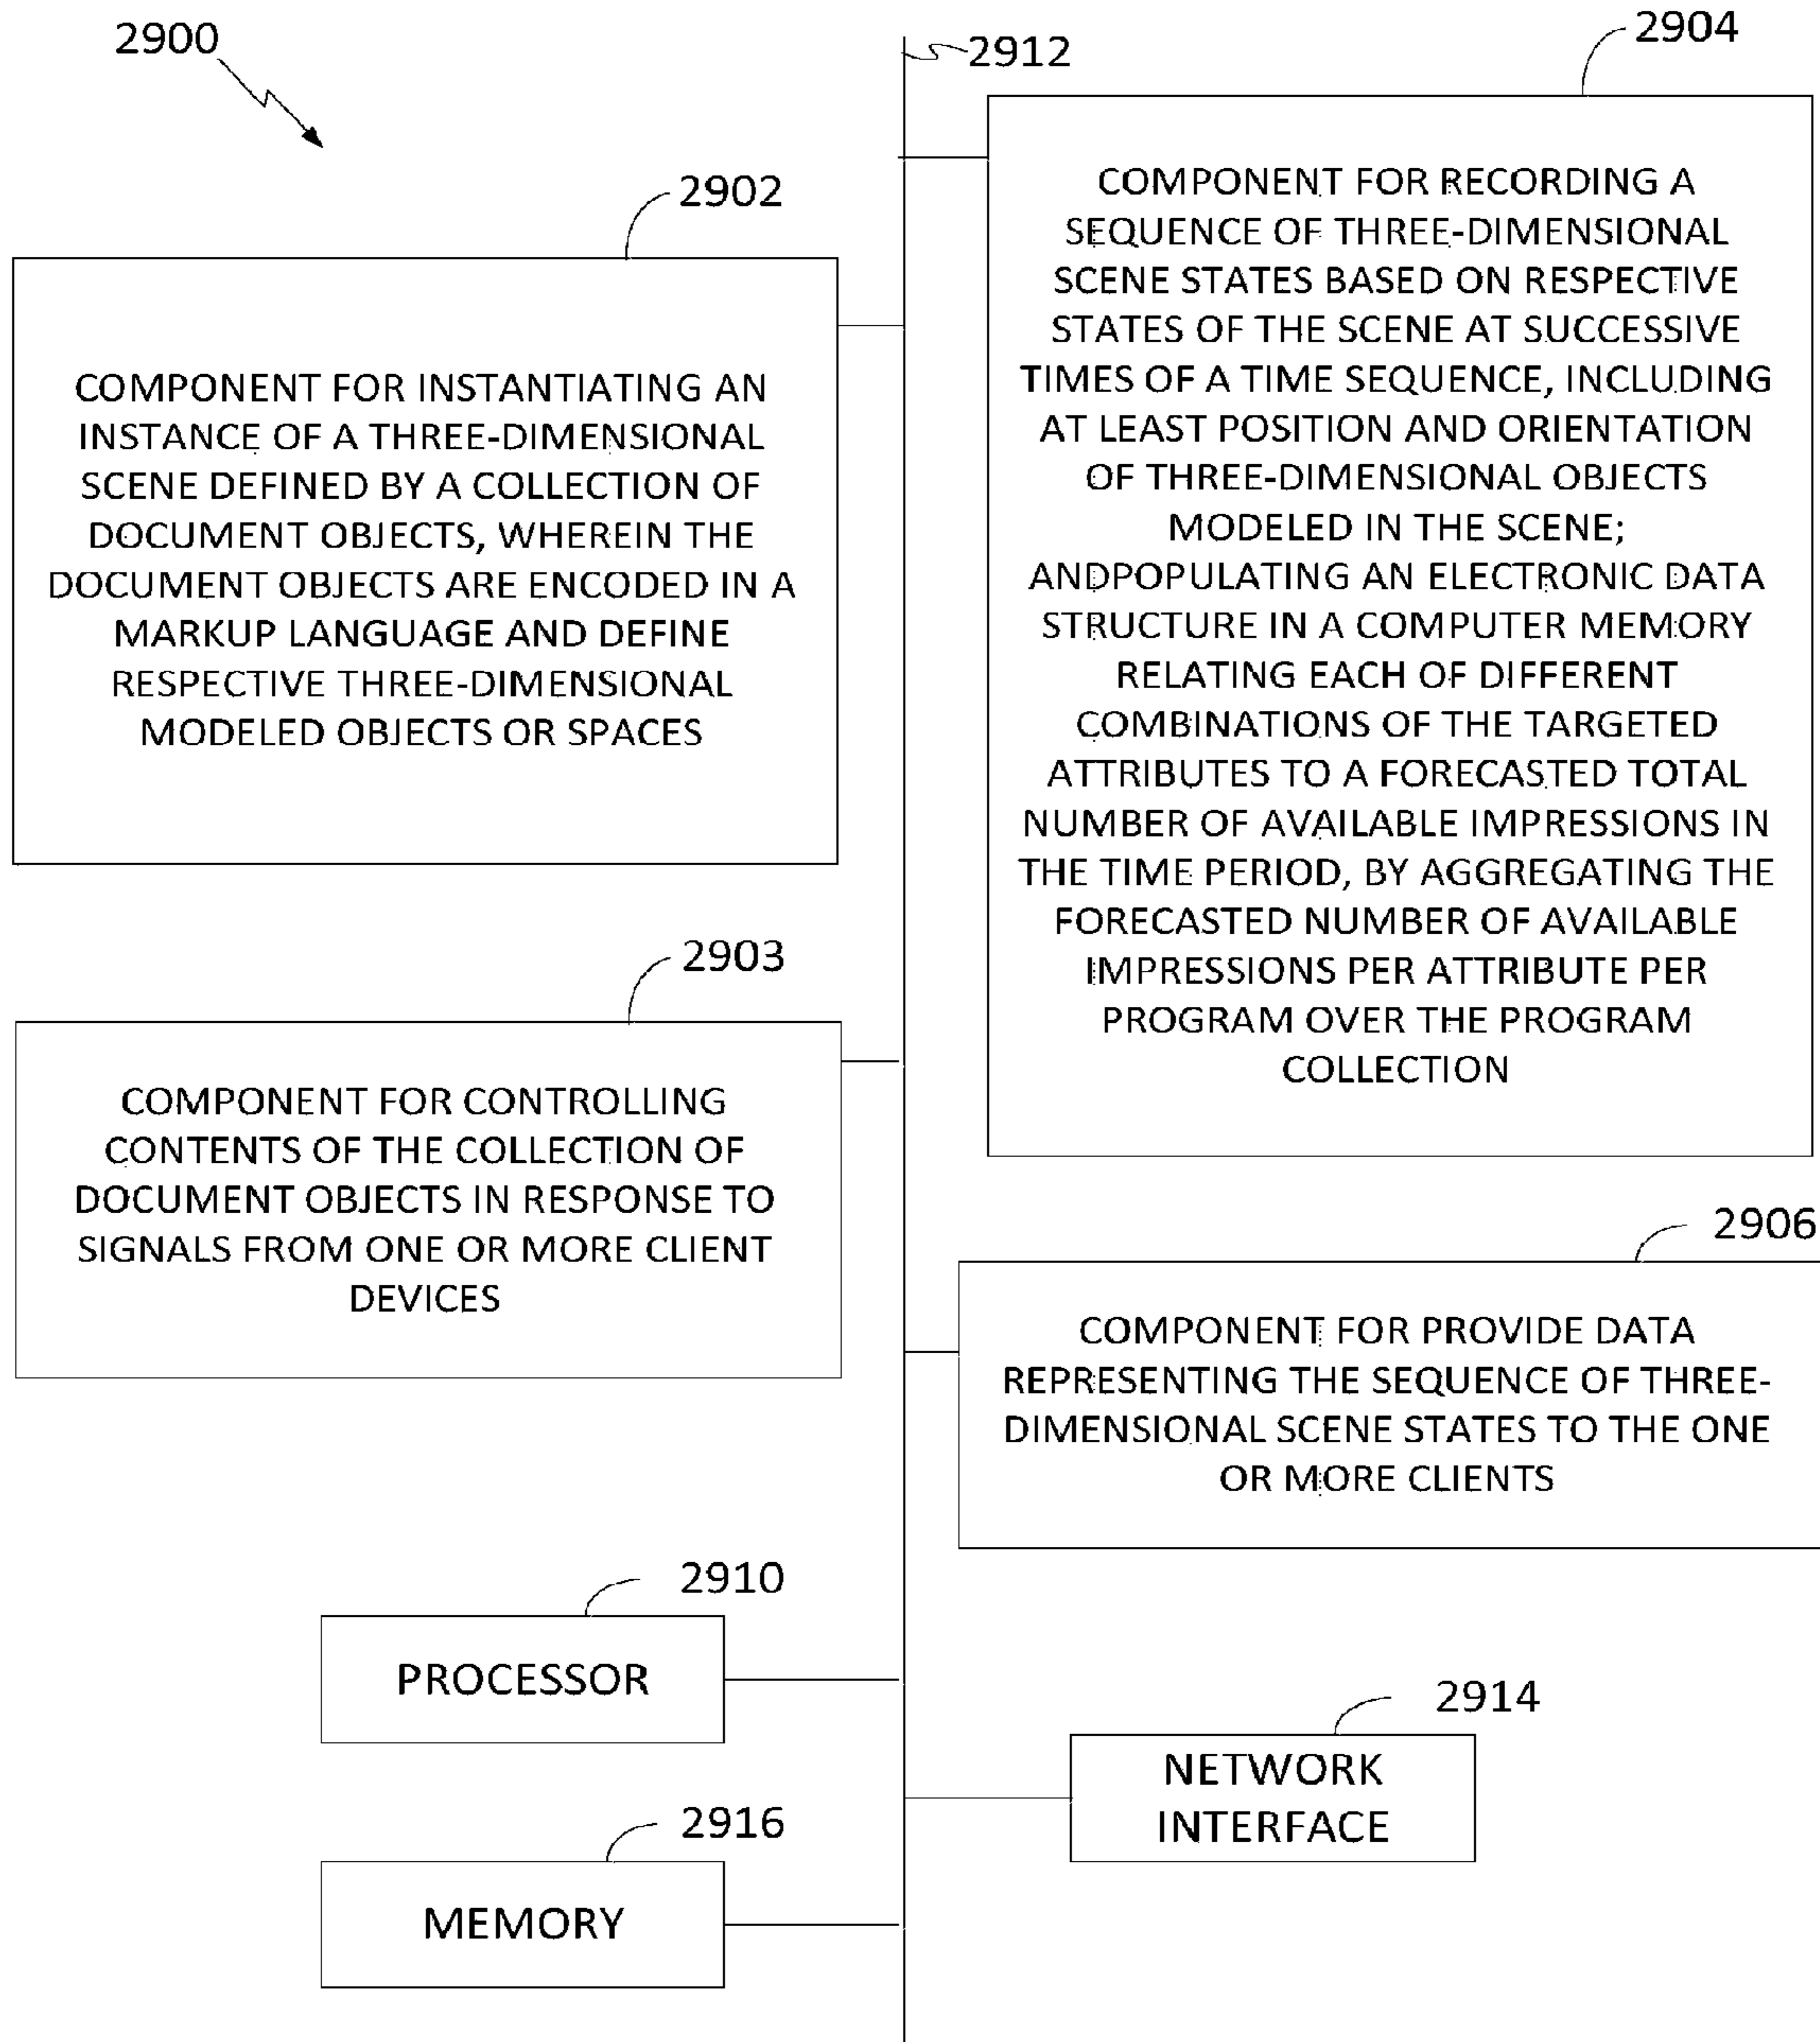 2900
2912
2904
2902
COMPONENT FOR INSTANTIATING AN
INSTANCE OF A THREE-DIMENSIONAL
SCENE DEFINED BY A COLLECTION OF
DOCUMENT OBJECTS, WHEREIN THE
DOCUMENT OBJECTS ARE ENCODED IN A
MARKUP LANGUAGE AND DEFINE
RESPECTIVE THREE-DIMENSIONAL
MODELED OBJECTS OR SPACES
COMPONENT FOR RECORDING A
SEQUENCE OF THREE-DIMENSIONAL
SCENE STATES BASED ON RESPECTIVE
STATES OF THE SCENE AT SUCCESSIVE
TIMES OF A TIME SEQUENCE, INCLUDING
AT LEAST POSITION AND ORIENTATION
OF THREE-DIMENSIONAL OBJECTS
MODELED IN THE SCENE;
ANDPOPULATING AN ELECTRONIC DATA
STRUCTURE IN A COMPUTER MEMORY
RELATING EACH OF DIFFERENT
COMBINATIONS OF THE TARGETED
ATTRIBUTES TO A FORECASTED TOTAL
NUMBER OF AVAILABLE IMPRESSIONS IN
THE TIME PERIOD, BY AGGREGATING THE
FORECASTED NUMBER OF AVAILABLE
IMPRESSIONS PER ATTRIBUTE PER
PROGRAM OVER THE PROGRAM
COLLECTION
2903
COMPONENT FOR CONTROLLING
CONTENTS OF THE COLLECTION OF
DOCUMENT OBJECTS IN RESPONSE TO
SIGNALS FROM ONE OR MORE CLIENT
DEVICES
2906
COMPONENT FOR PROVIDE DATA
REPRESENTING THE SEQUENCE OF THREE-
DIMENSIONAL SCENE STATES TO THE ONE
OR MORE CLIENTS
2910
PROCESSOR
2914
NETWORK
INTERFACE
2916
MEMORY